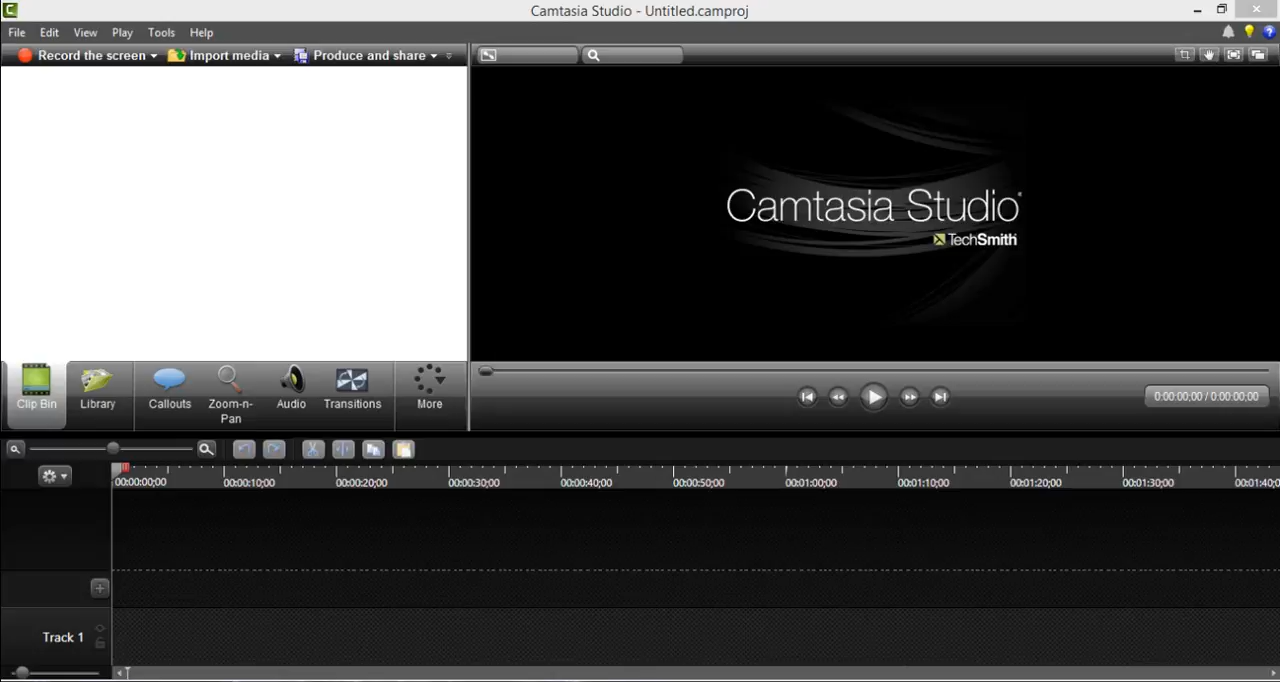 Camtasia Studio - Untitled.camproj
File Edit View Play Tools Help
Record the screen Import media Produce and share
Camtasia Studio®
TechSmith
Clip Bin Library Callouts Zoom-n-Pan Audio Transitions More
0:00:00;00 / 0:00:00;00
00:00:00;00 00:00:10;00 00:00:20;00 00:00:30;00 00:00:40;00 00:00:50;00 00:01:00;00 00:01:10;00 00:01:20;00 00:01:30;00 00:01:40;0
Track 1